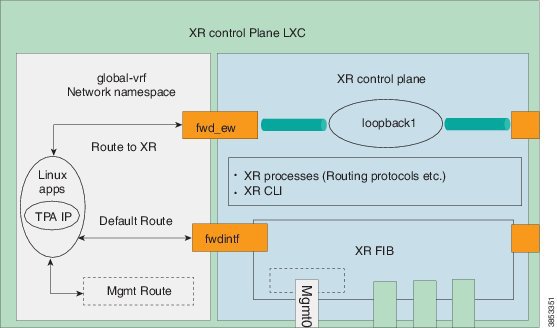 XR control Plane LXC
global-vrf
Network namespace
XR control plane
fwd_ew
loopback1
Route to XR
Linux
apps
TPA IP
• XR processes (Routing protocols etc.)
• XR CLI
Default Route
fwdintf
XR FIB
Mgmt Route
Mgmt0
3653351